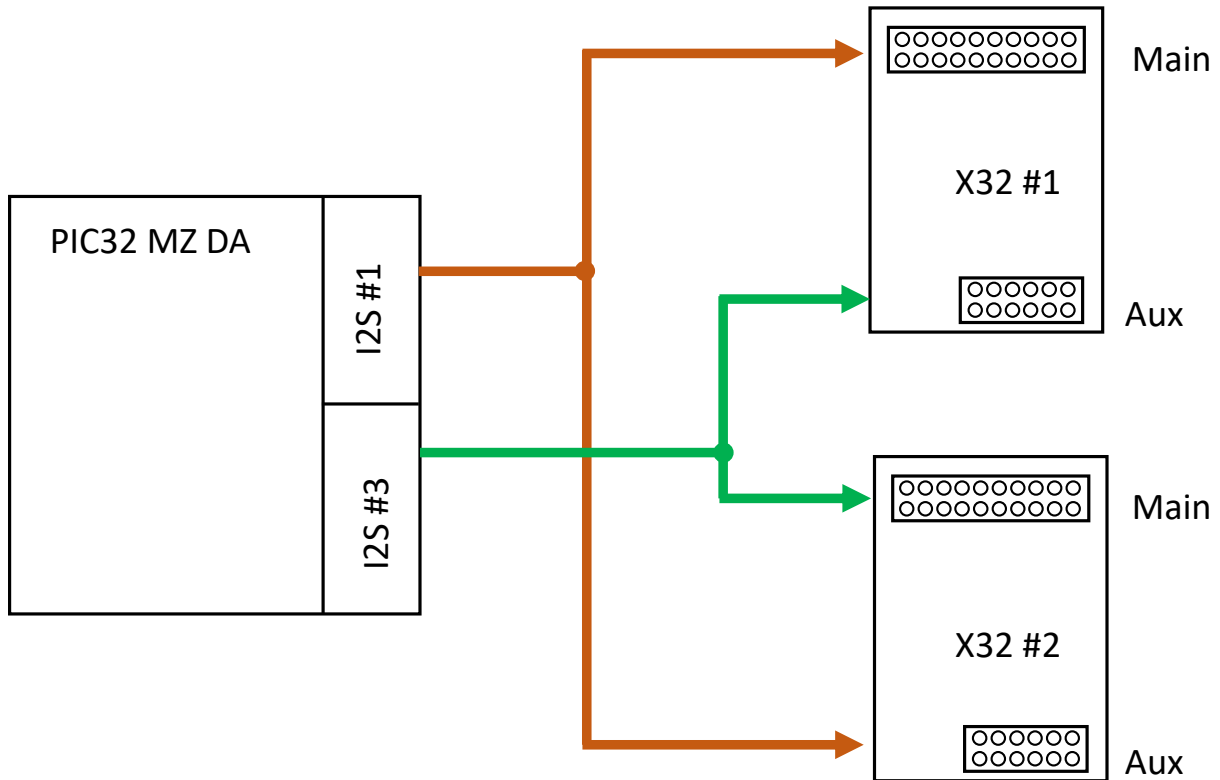 Main
X32 #1
PIC32 MZ DA
I2S #1
Aux
I2S #3
Main
X32 #2
Aux